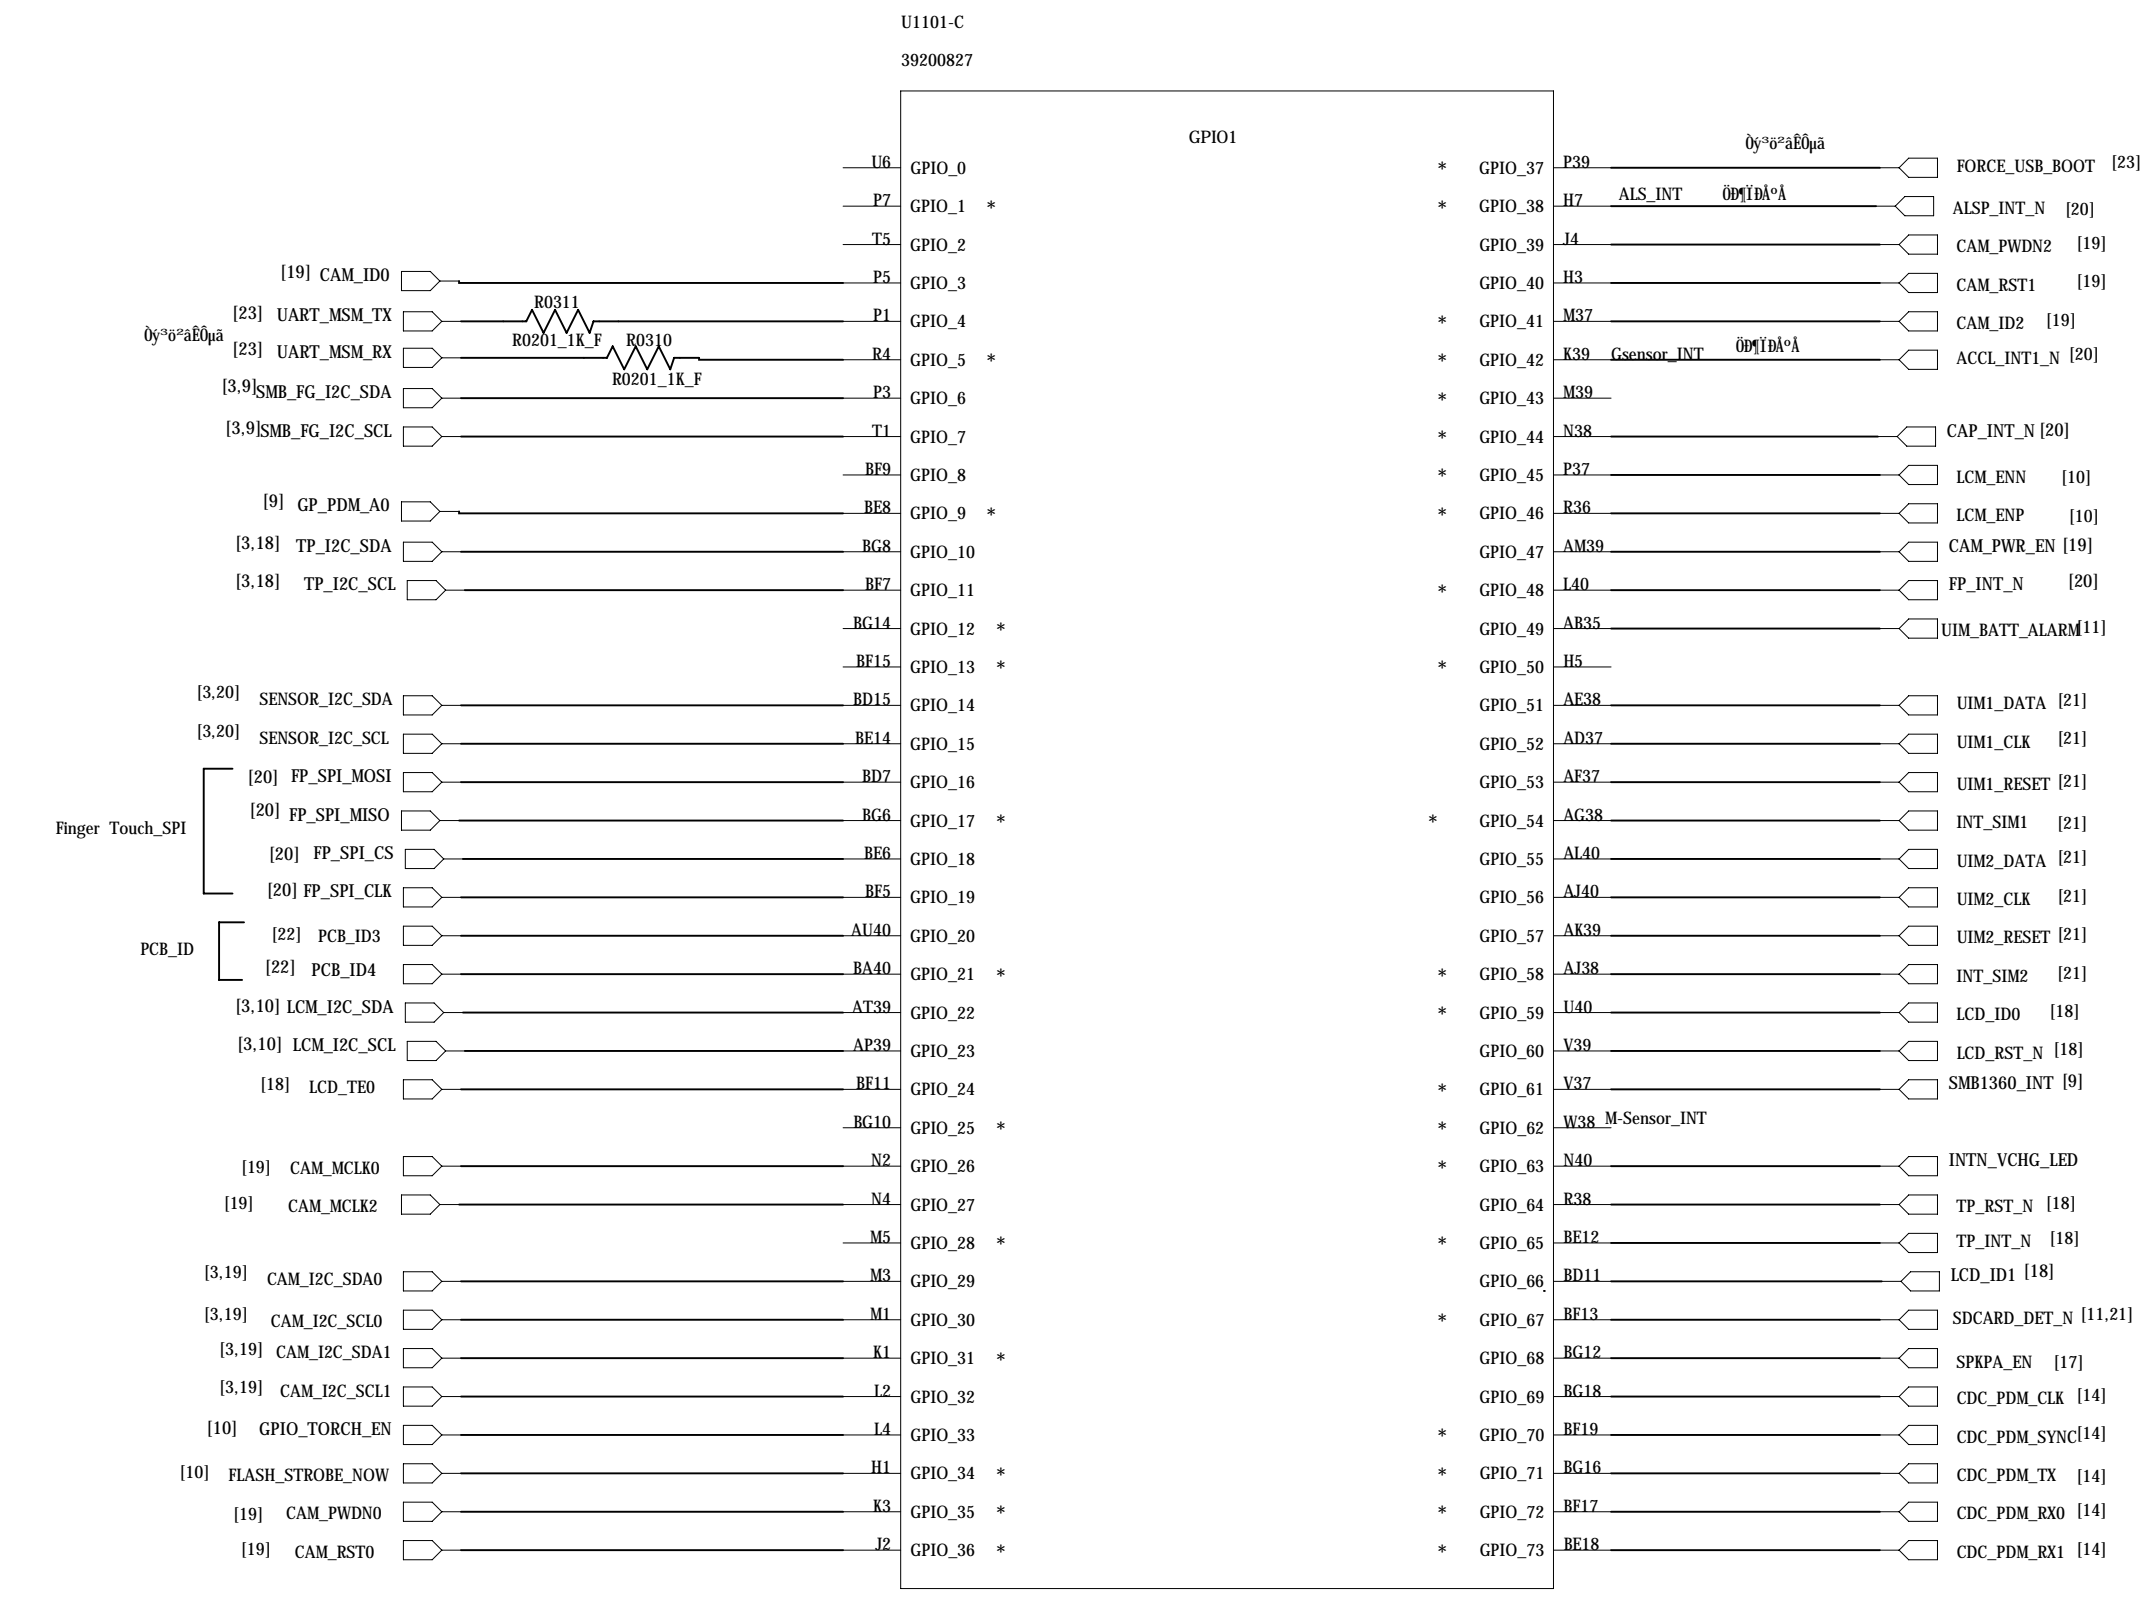 U1101-C
39200827
GPIO1
U6 GPIO_0 * GPIO_37 P39 Òý³ö²âÊÔµã FORCE_USB_BOOT [23]
P7 GPIO_1 * * GPIO_38 H7 ALS_INT ÖÐ¶ÏÐÅºÅ ALSP_INT_N [20]
T5 GPIO_2 GPIO_39 J4 CAM_PWDN2 [19]
[19] CAM_ID0 P5 GPIO_3 GPIO_40 H3 CAM_RST1 [19]
[23] UART_MSM_TX R0311 R0201_1K_F P1 GPIO_4 * GPIO_41 M37 CAM_ID2 [19]
Òý³ö²âÊÔµã
[23] UART_MSM_RX R0310 R0201_1K_F R4 GPIO_5 * * GPIO_42 K39 Gsensor_INT ÖÐ¶ÏÐÅºÅ ACCL_INT1_N [20]
[3,9] SMB_FG_I2C_SDA P3 GPIO_6 * GPIO_43 M39
[3,9] SMB_FG_I2C_SCL T1 GPIO_7 * GPIO_44 N38 CAP_INT_N [20]
BF9 GPIO_8 * GPIO_45 P37 LCM_ENN [10]
[9] GP_PDM_A0 BE8 GPIO_9 * * GPIO_46 R36 LCM_ENP [10]
[3,18] TP_I2C_SDA BG8 GPIO_10 GPIO_47 AM39 CAM_PWR_EN [19]
[3,18] TP_I2C_SCL BF7 GPIO_11 * GPIO_48 L40 FP_INT_N [20]
BG14 GPIO_12 * GPIO_49 AB35 UIM_BATT_ALARM [11]
BF15 GPIO_13 * * GPIO_50 H5
[3,20] SENSOR_I2C_SDA BD15 GPIO_14 GPIO_51 AE38 UIM1_DATA [21]
[3,20] SENSOR_I2C_SCL BE14 GPIO_15 GPIO_52 AD37 UIM1_CLK [21]
[20] FP_SPI_MOSI BD7 GPIO_16 GPIO_53 AF37 UIM1_RESET [21]
[20] FP_SPI_MISO BG6 GPIO_17 * * GPIO_54 AG38 INT_SIM1 [21]
Finger Touch_SPI
[20] FP_SPI_CS BE6 GPIO_18 GPIO_55 AL40 UIM2_DATA [21]
[20] FP_SPI_CLK BF5 GPIO_19 GPIO_56 AJ40 UIM2_CLK [21]
[22] PCB_ID3 AU40 GPIO_20 GPIO_57 AK39 UIM2_RESET [21]
PCB_ID
[22] PCB_ID4 BA40 GPIO_21 * * GPIO_58 AJ38 INT_SIM2 [21]
[3,10] LCM_I2C_SDA AT39 GPIO_22 * GPIO_59 U40 LCD_ID0 [18]
[3,10] LCM_I2C_SCL AP39 GPIO_23 GPIO_60 V39 LCD_RST_N [18]
[18] LCD_TE0 BF11 GPIO_24 * GPIO_61 V37 SMB1360_INT [9]
BG10 GPIO_25 * * GPIO_62 W38 M-Sensor_INT
[19] CAM_MCLK0 N2 GPIO_26 * GPIO_63 N40 INTN_VCHG_LED
[19] CAM_MCLK2 N4 GPIO_27 GPIO_64 R38 TP_RST_N [18]
M5 GPIO_28 * * GPIO_65 BE12 TP_INT_N [18]
[3,19] CAM_I2C_SDA0 M3 GPIO_29 GPIO_66 BD11 LCD_ID1 [18]
[3,19] CAM_I2C_SCL0 M1 GPIO_30 * GPIO_67 BF13 SDCARD_DET_N [11,21]
[3,19] CAM_I2C_SDA1 K1 GPIO_31 * GPIO_68 BG12 SPKPA_EN [17]
[3,19] CAM_I2C_SCL1 L2 GPIO_32 GPIO_69 BG18 CDC_PDM_CLK [14]
[10] GPIO_TORCH_EN L4 GPIO_33 * GPIO_70 BF19 CDC_PDM_SYNC [14]
[10] FLASH_STROBE_NOW H1 GPIO_34 * * GPIO_71 BG16 CDC_PDM_TX [14]
[19] CAM_PWDN0 K3 GPIO_35 * * GPIO_72 BF17 CDC_PDM_RX0 [14]
[19] CAM_RST0 J2 GPIO_36 * * GPIO_73 BE18 CDC_PDM_RX1 [14]